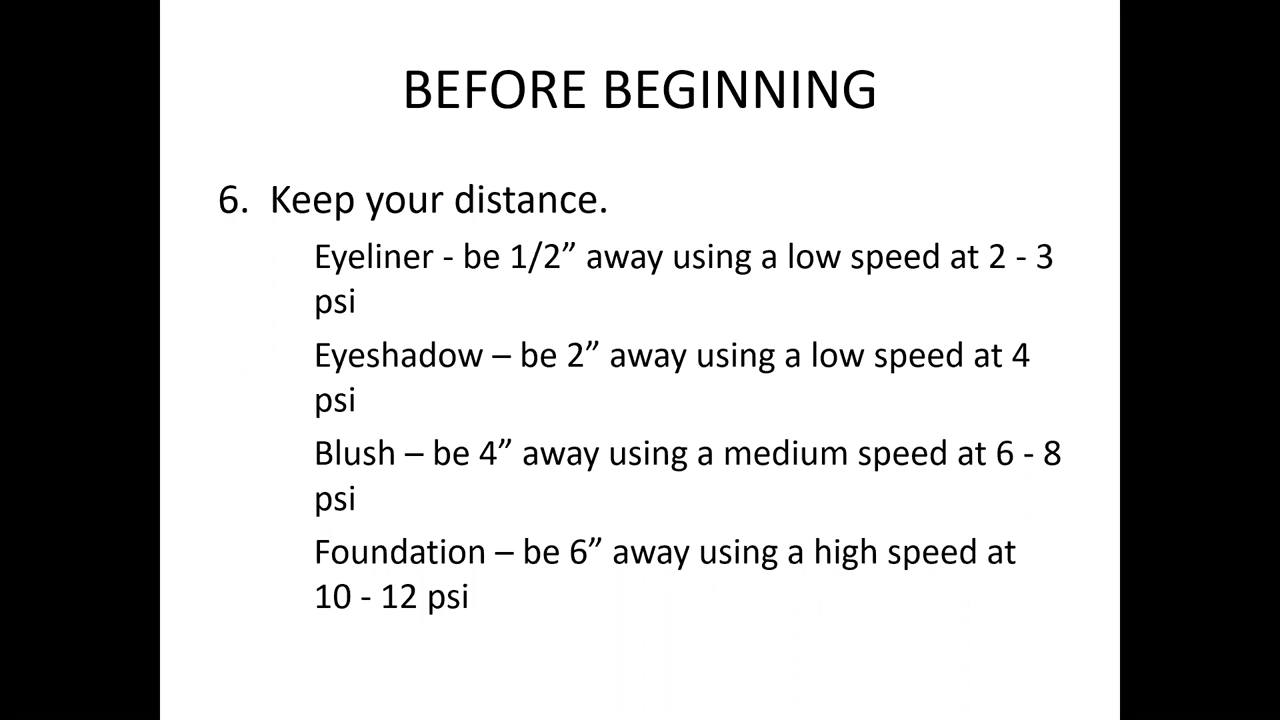 BEFORE BEGINNING
6. Keep your distance.
Eyeliner - be 1/2” away using a low speed at 2 - 3
psi
Eyeshadow – be 2” away using a low speed at 4
psi
Blush – be 4” away using a medium speed at 6 - 8
psi
Foundation – be 6” away using a high speed at
10 - 12 psi